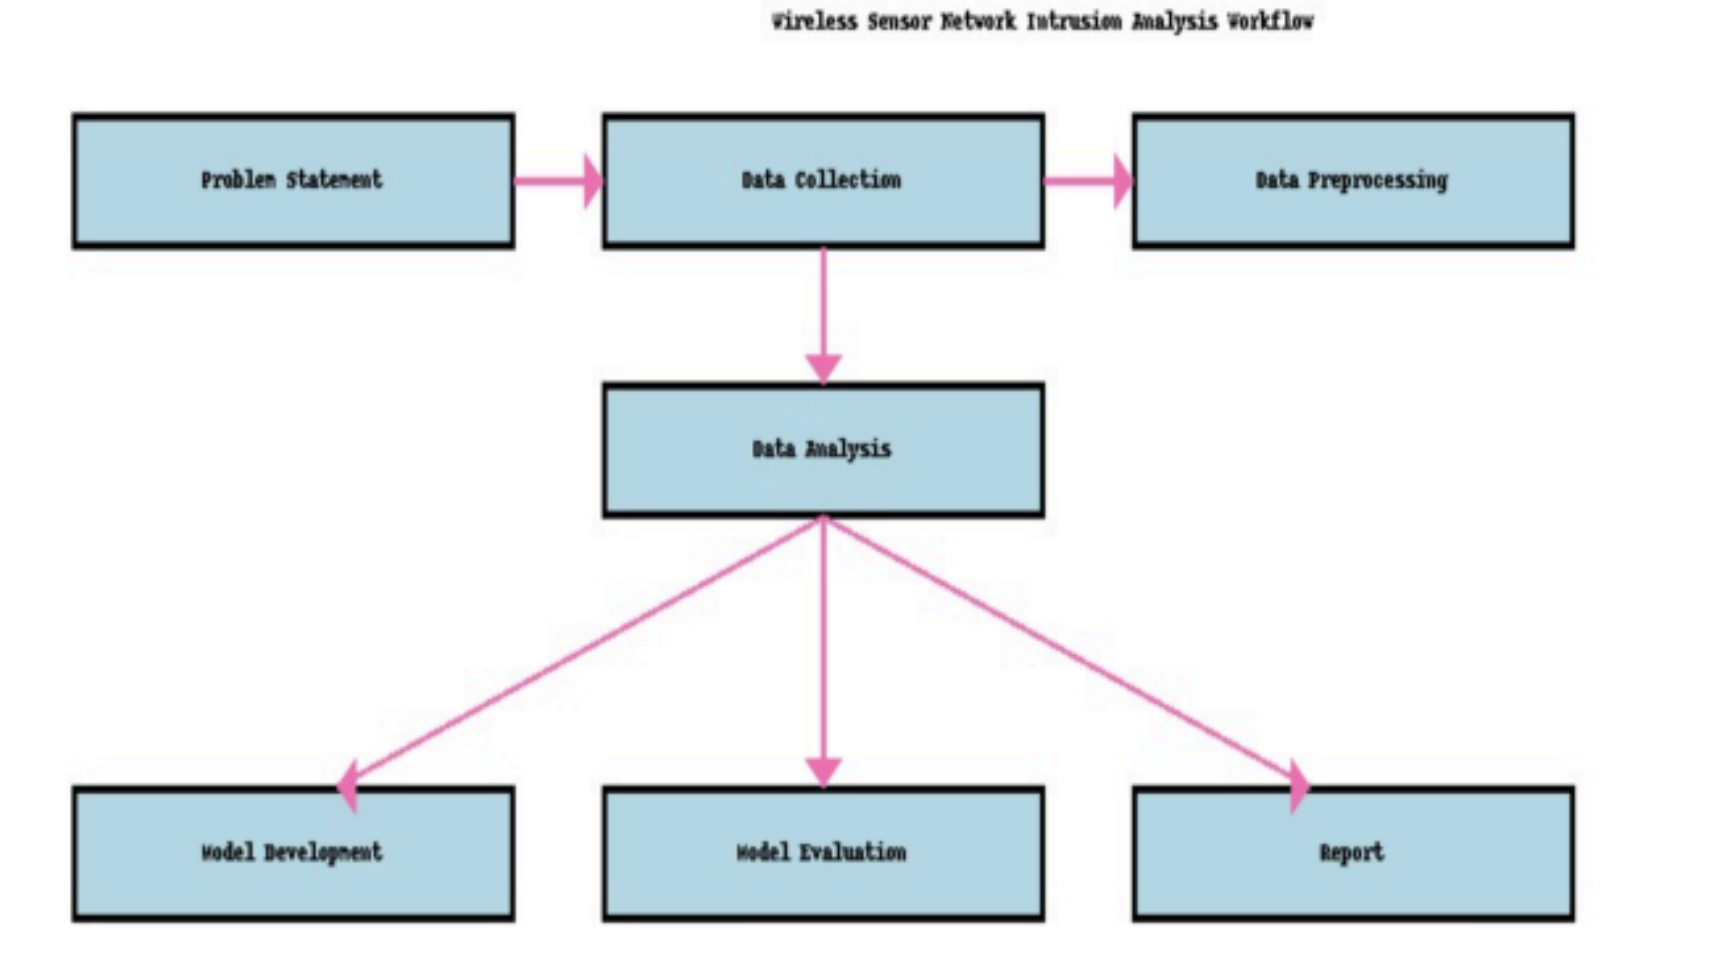 Wireless Sensor Network Intrusion Analysis Workflow
Problem Statement
Data Collection
Data Preprocessing
Data Analysis
Model Development
Model Evaluation
Report